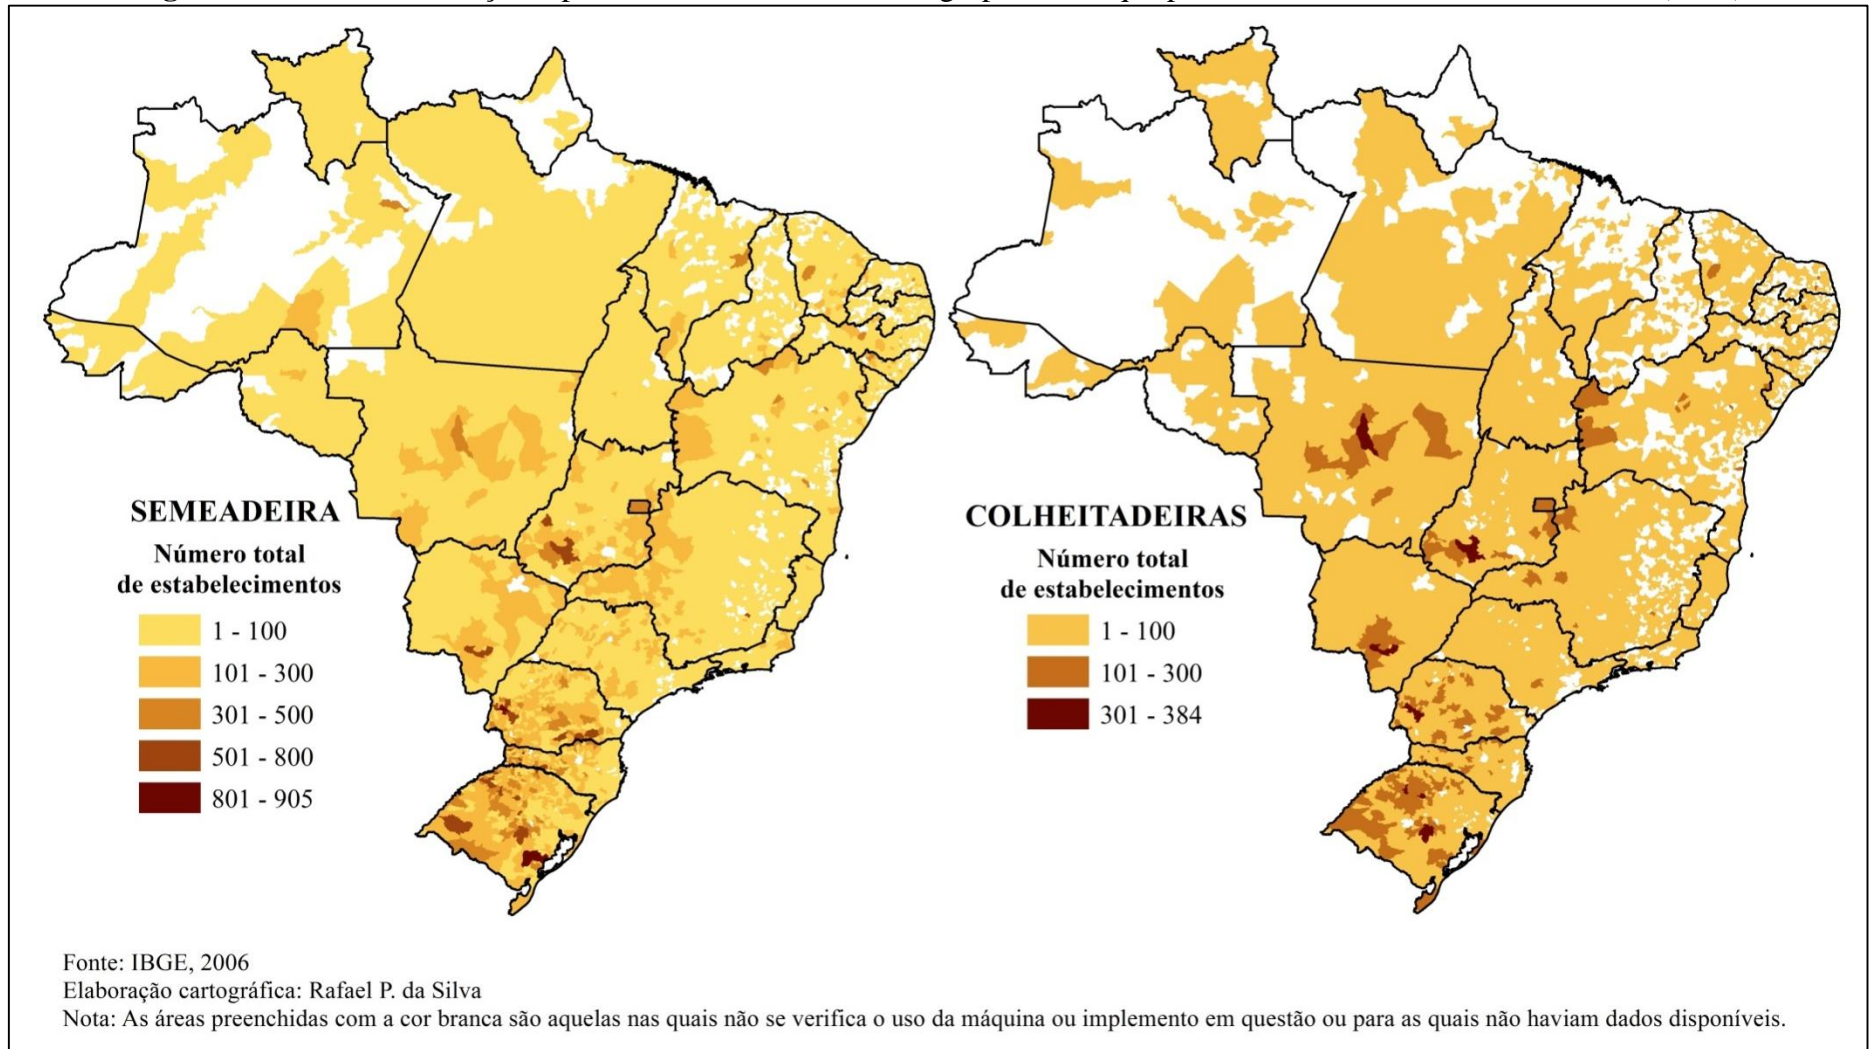 SEMEADEIRA
Número total
de estabelecimentos
1 - 100
101 - 300
301 - 500
501 - 800
801 - 905
COLHEITADEIRAS
Número total
de estabelecimentos
1 - 100
101 - 300
301 - 384
Fonte: IBGE, 2006
Elaboração cartográfica: Rafael P. da Silva
Nota: As áreas preenchidas com a cor branca são aquelas nas quais não se verifica o uso da máquina ou implemento em questão ou para as quais não haviam dados disponíveis.